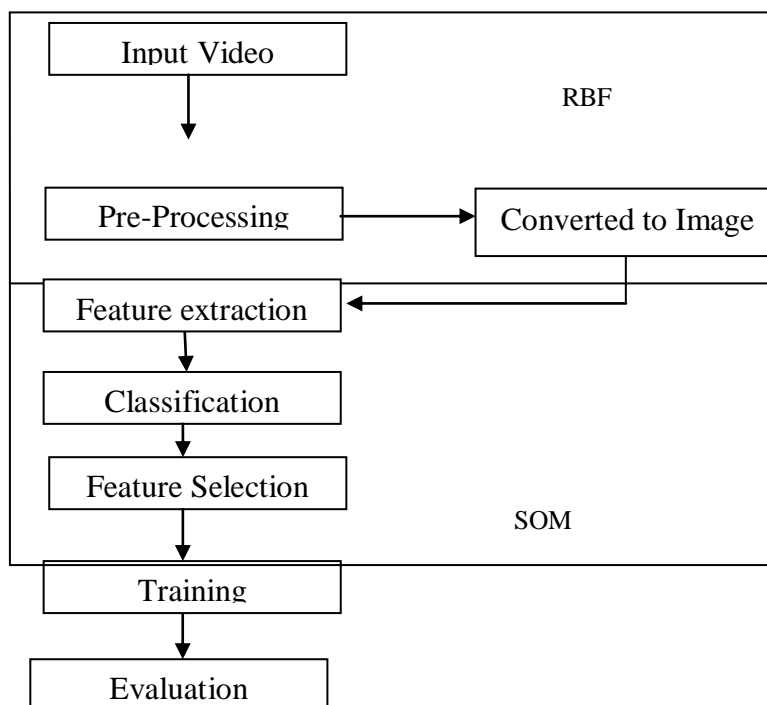 Input Video
RBF
Pre-Processing
Converted to Image
Feature extraction
Classification
Feature Selection
SOM
Training
Evaluation